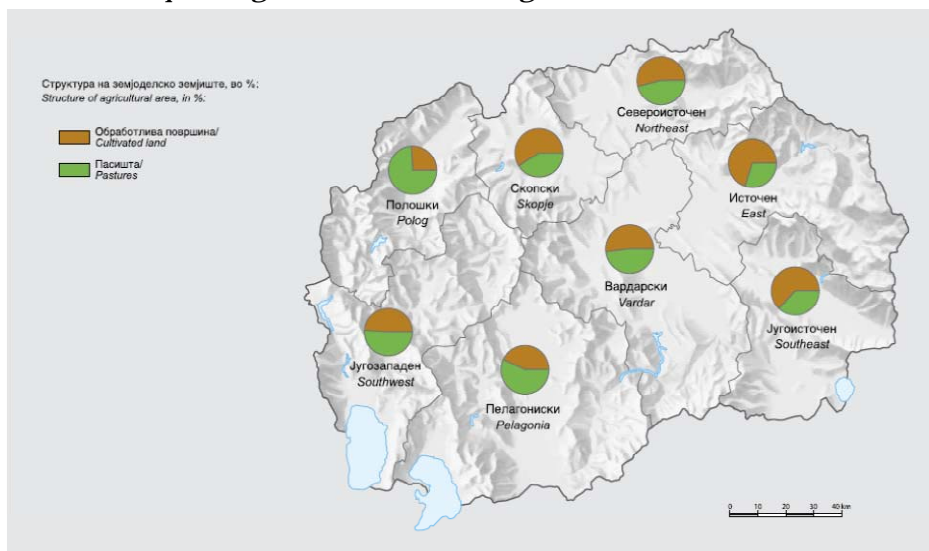 Структура на земјоделско земјиште, во %:
Structure of agricultural area, in %:
Обработлива површина/
Cultivated land
Пасишта/
Pastures
Североисточен
Northeast
Скопски
Skopje
Полошки
Polog
Источен
East
Вардарски
Vardar
Југоисточен
Southeast
Југозападен
Southwest
Пелагониски
Pelagonia
0 10 20 30 40 km